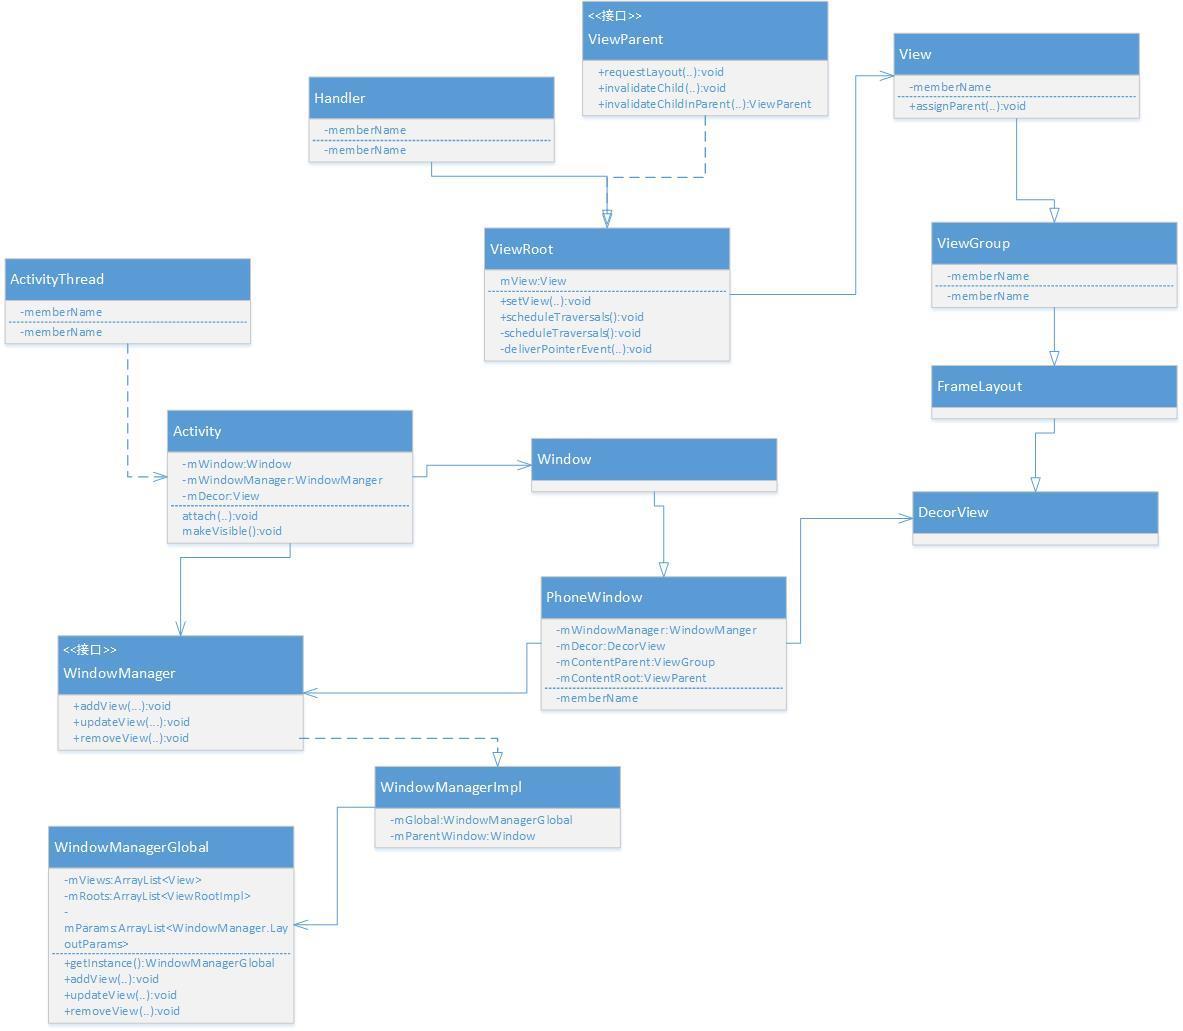 <<接口>>
ViewParent
+requestLayout(..):void
+invalidateChild(..):void
+invalidateChildInParent(..):ViewParent
View
-memberName
+assignParent(..):void
Handler
-memberName
-memberName
ViewRoot
mView:View
+setView(..):void
+scheduleTraversals():void
-scheduleTraversals():void
-deliverPointerEvent(..):void
ViewGroup
-memberName
-memberName
ActivityThread
-memberName
-memberName
FrameLayout
Activity
-mWindow:Window
-mWindowManager:WindowManger
-mDecor:View
attach(..):void
makeVisible():void
Window
DecorView
PhoneWindow
-mWindowManager:WindowManger
-mDecor:DecorView
-mContentParent:ViewGroup
-mContentRoot:ViewParent
-memberName
<<接口>>
WindowManager
+addView(...):void
+updateView(...):void
+removeView(..):void
WindowManagerImpl
-mGlobal:WindowManagerGlobal
-mParentWindow:Window
WindowManagerGlobal
-mViews:ArrayList<View>
-mRoots:ArrayList<ViewRootImpl>
-
mParams:ArrayList<WindowManager.Lay
outParams>
+getInstance():WindowManagerGlobal
+addView(..):void
+updateView(..):void
+removeView(..):void